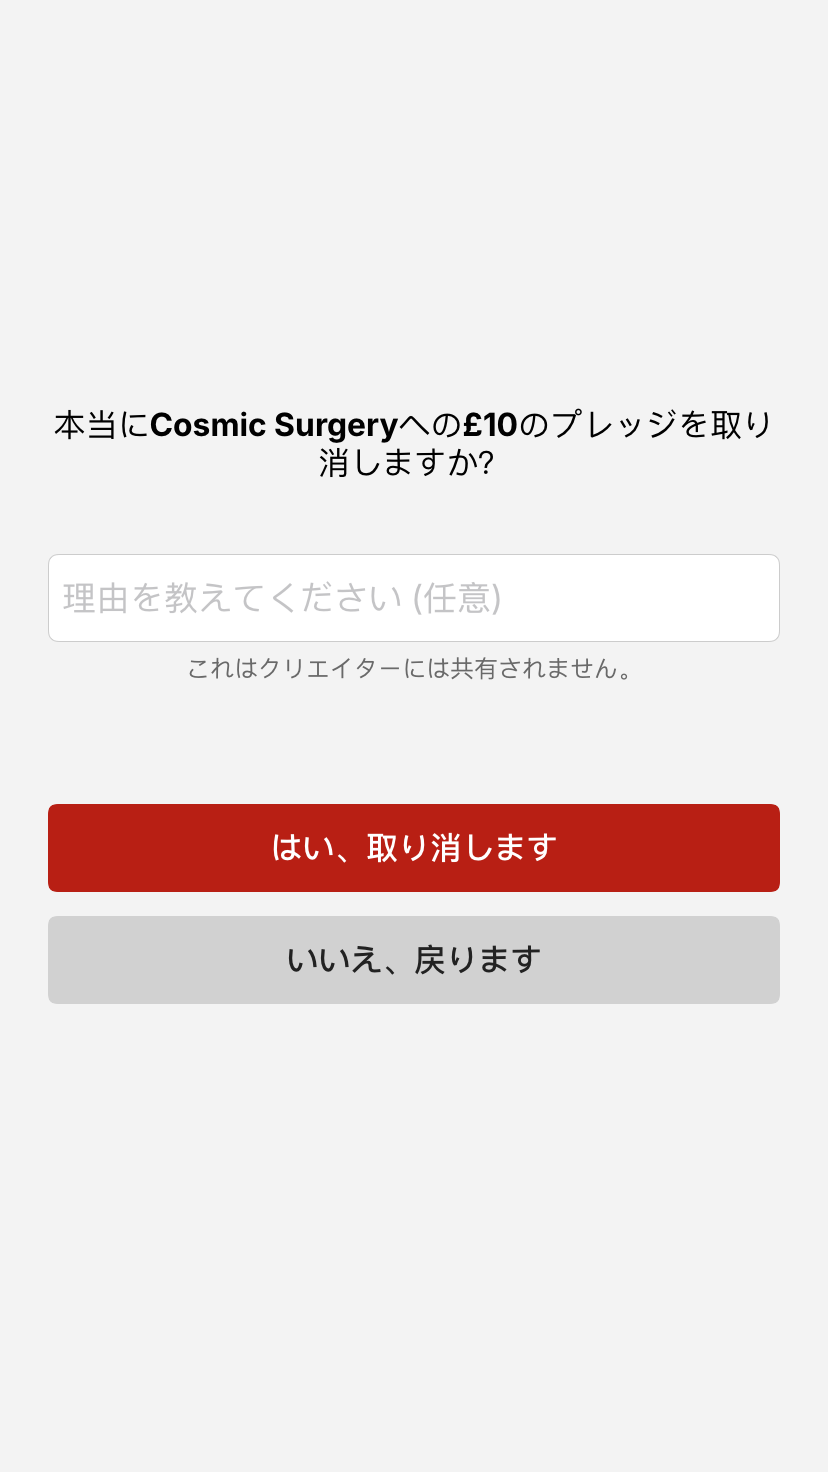 本当にCosmic Surgeryへの£10のプレッジを取り
消しますか?
理由を教えてください (任意)
これはクリエイターには共有されません。
はい、取り消します
いいえ、戻ります